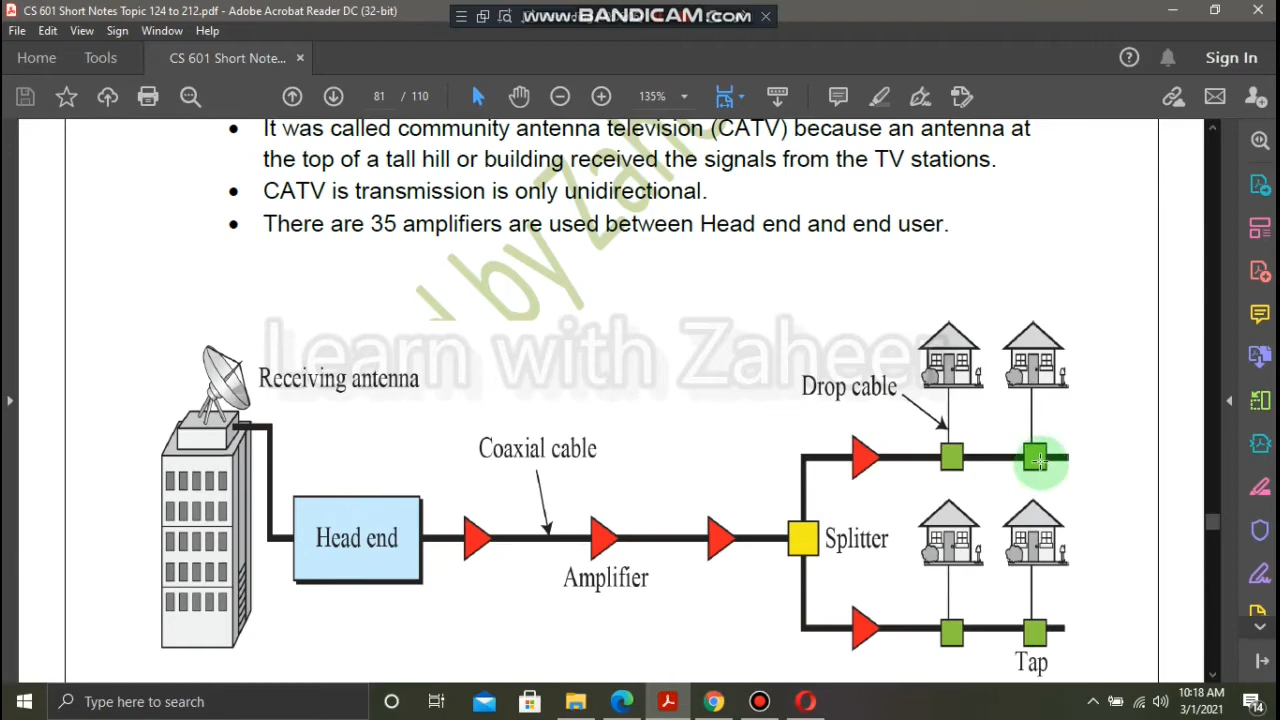 CS 601 Short Notes Topic 124 to 212.pdf - Adobe Acrobat Reader DC (32-bit)
www.BANDICAM.com
File Edit View Sign Window Help
Home Tools CS 601 Short Note... × Sign In
81 / 110 135%
• It was called community antenna television (CATV) because an antenna at
the top of a tall hill or building received the signals from the TV stations.
• CATV is transmission is only unidirectional.
• There are 35 amplifiers are used between Head end and end user.
by
Learn with Zaheer
Receiving antenna
Drop cable
Coaxial cable
Head end
Splitter
Amplifier
Tap
Type here to search
10:18 AM
3/1/2021
14